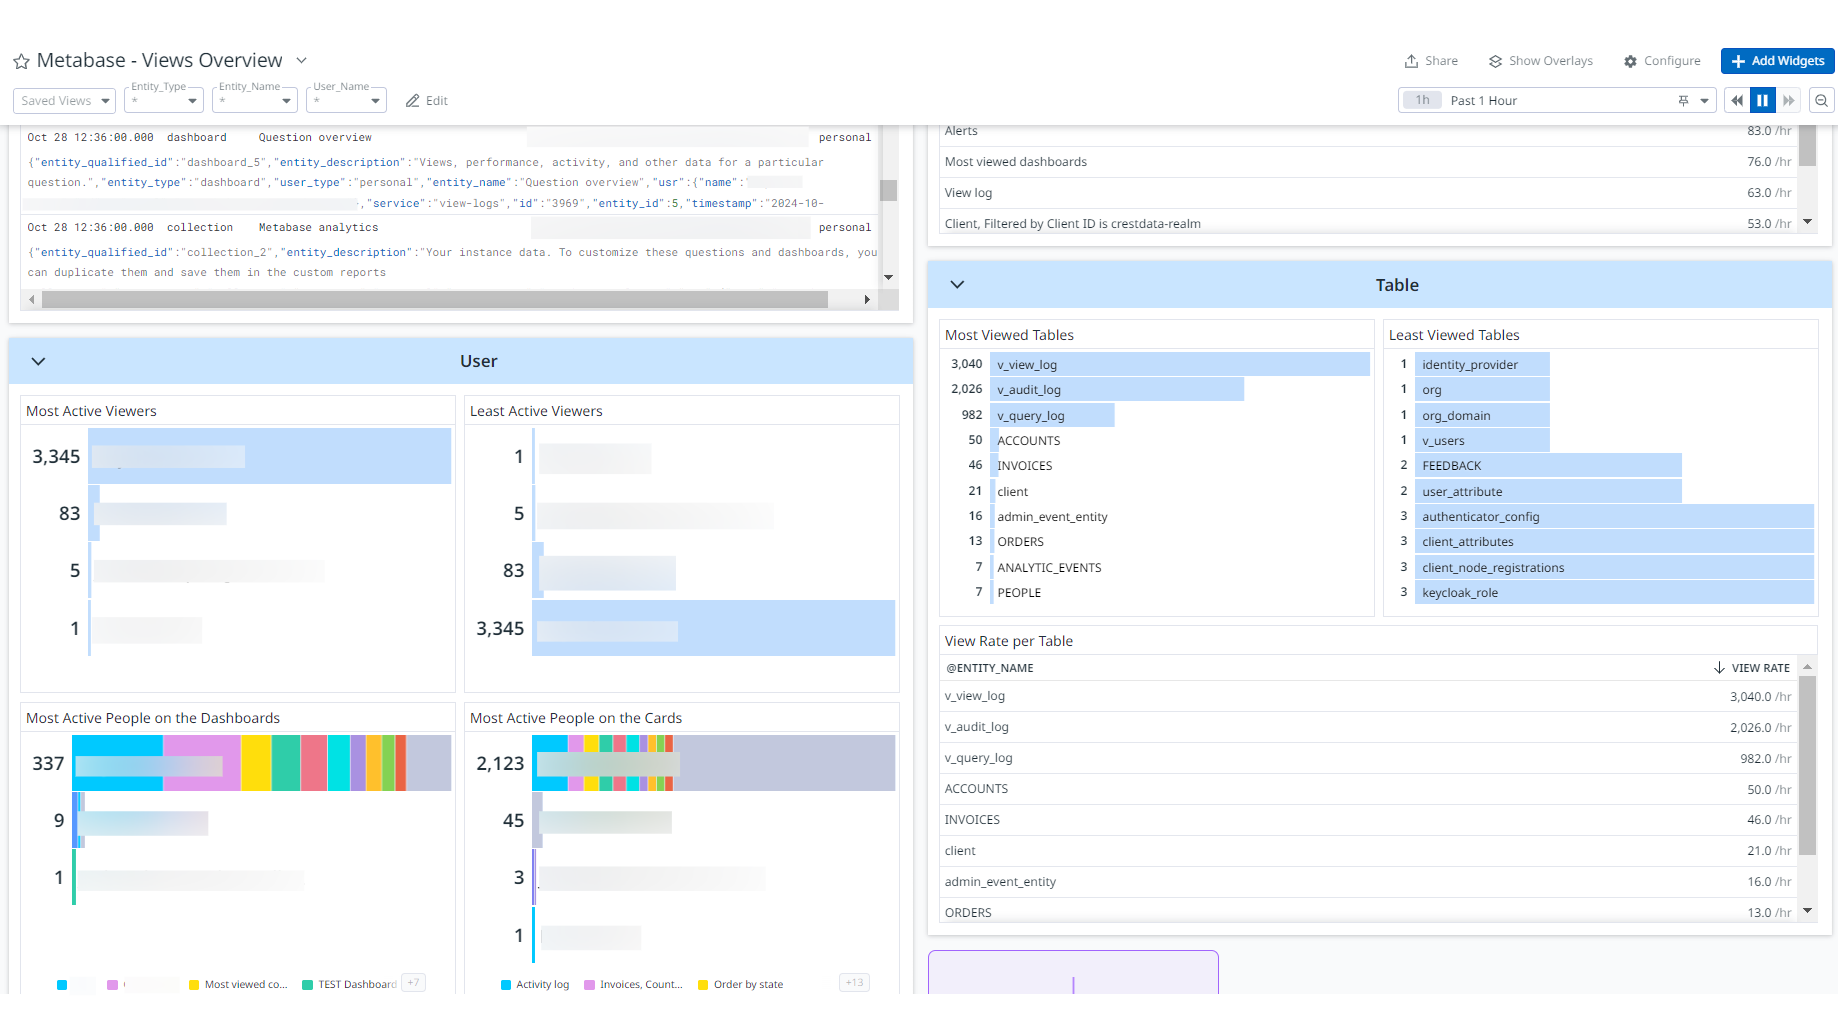 Metabase - Views Overview
Share
Show Overlays
Configure
Add Widgets
Saved Views
Entity_Type
*
Entity_Name
*
User_Name
*
Edit
1h
Past 1 Hour
Oct 28 12:36:00.000 dashboard Question overview personal
{"entity_qualified_id":"dashboard_5","entity_description":"Views, performance, activity, and other data for a particular
question.","entity_type":"dashboard","user_type":"personal","entity_name":"Question overview","usr":{"name":"
,"service":"view-logs","id":"3969","entity_id":5,"timestamp":"2024-10-
Oct 28 12:36:00.000 collection Metabase analytics personal
{"entity_qualified_id":"collection_2","entity_description":"Your instance data. To customize these questions and dashboards, you
can duplicate them and save them in the custom reports
User
Most Active Viewers
3,345
83
5
1
Least Active Viewers
1
5
83
3,345
Most Active People on the Dashboards
337
9
1
Most viewed co...
TEST Dashboard
+7
Most Active People on the Cards
2,123
45
3
1
Activity log
Invoices, Count...
Order by state
+13
Alerts 83.0 /hr
Most viewed dashboards 76.0 /hr
View log 63.0 /hr
Client, Filtered by Client ID is crestdata-realm 53.0 /hr
Table
Most Viewed Tables
3,040 v_view_log
2,026 v_audit_log
982 v_query_log
50 ACCOUNTS
46 INVOICES
21 client
16 admin_event_entity
13 ORDERS
7 ANALYTIC_EVENTS
7 PEOPLE
Least Viewed Tables
1 identity_provider
1 org
1 org_domain
1 v_users
2 FEEDBACK
2 user_attribute
3 authenticator_config
3 client_attributes
3 client_node_registrations
3 keycloak_role
View Rate per Table
@ENTITY_NAME VIEW RATE
v_view_log 3,040.0 /hr
v_audit_log 2,026.0 /hr
v_query_log 982.0 /hr
ACCOUNTS 50.0 /hr
INVOICES 46.0 /hr
client 21.0 /hr
admin_event_entity 16.0 /hr
ORDERS 13.0 /hr